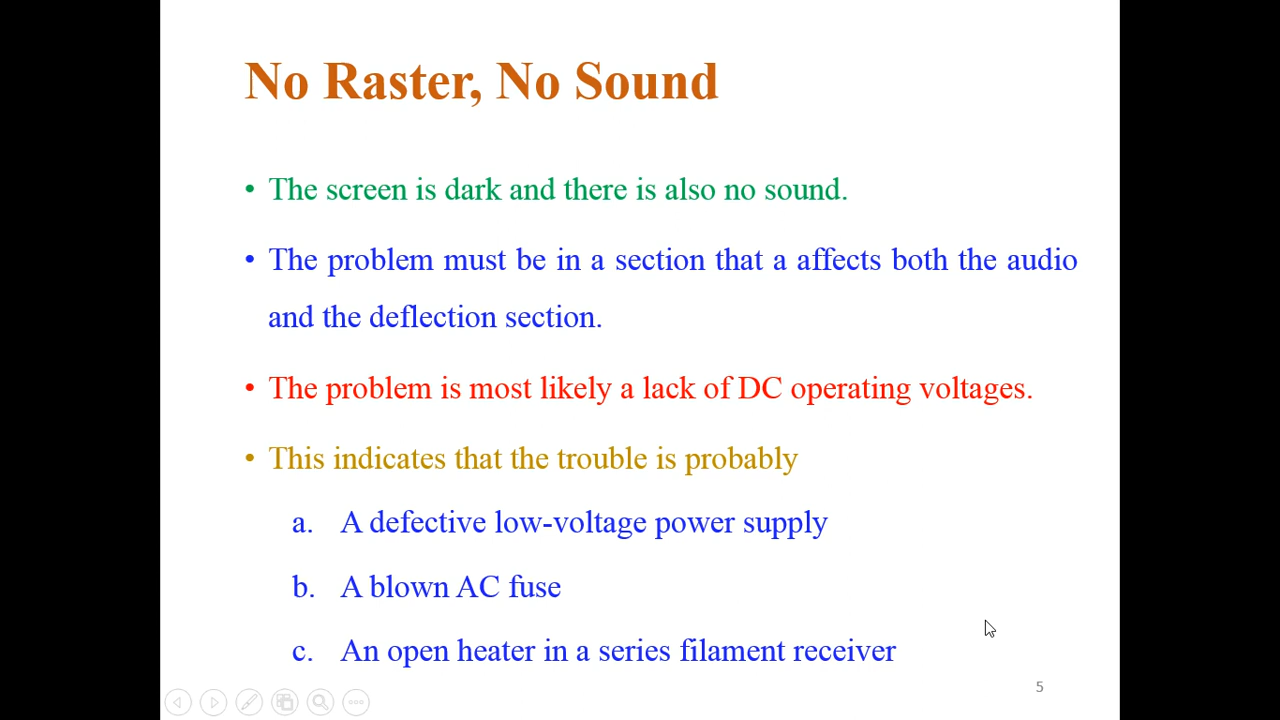 No Raster, No Sound
• The screen is dark and there is also no sound.
• The problem must be in a section that a affects both the audio
and the deflection section.
• The problem is most likely a lack of DC operating voltages.
• This indicates that the trouble is probably
a. A defective low-voltage power supply
b. A blown AC fuse
c. An open heater in a series filament receiver
5